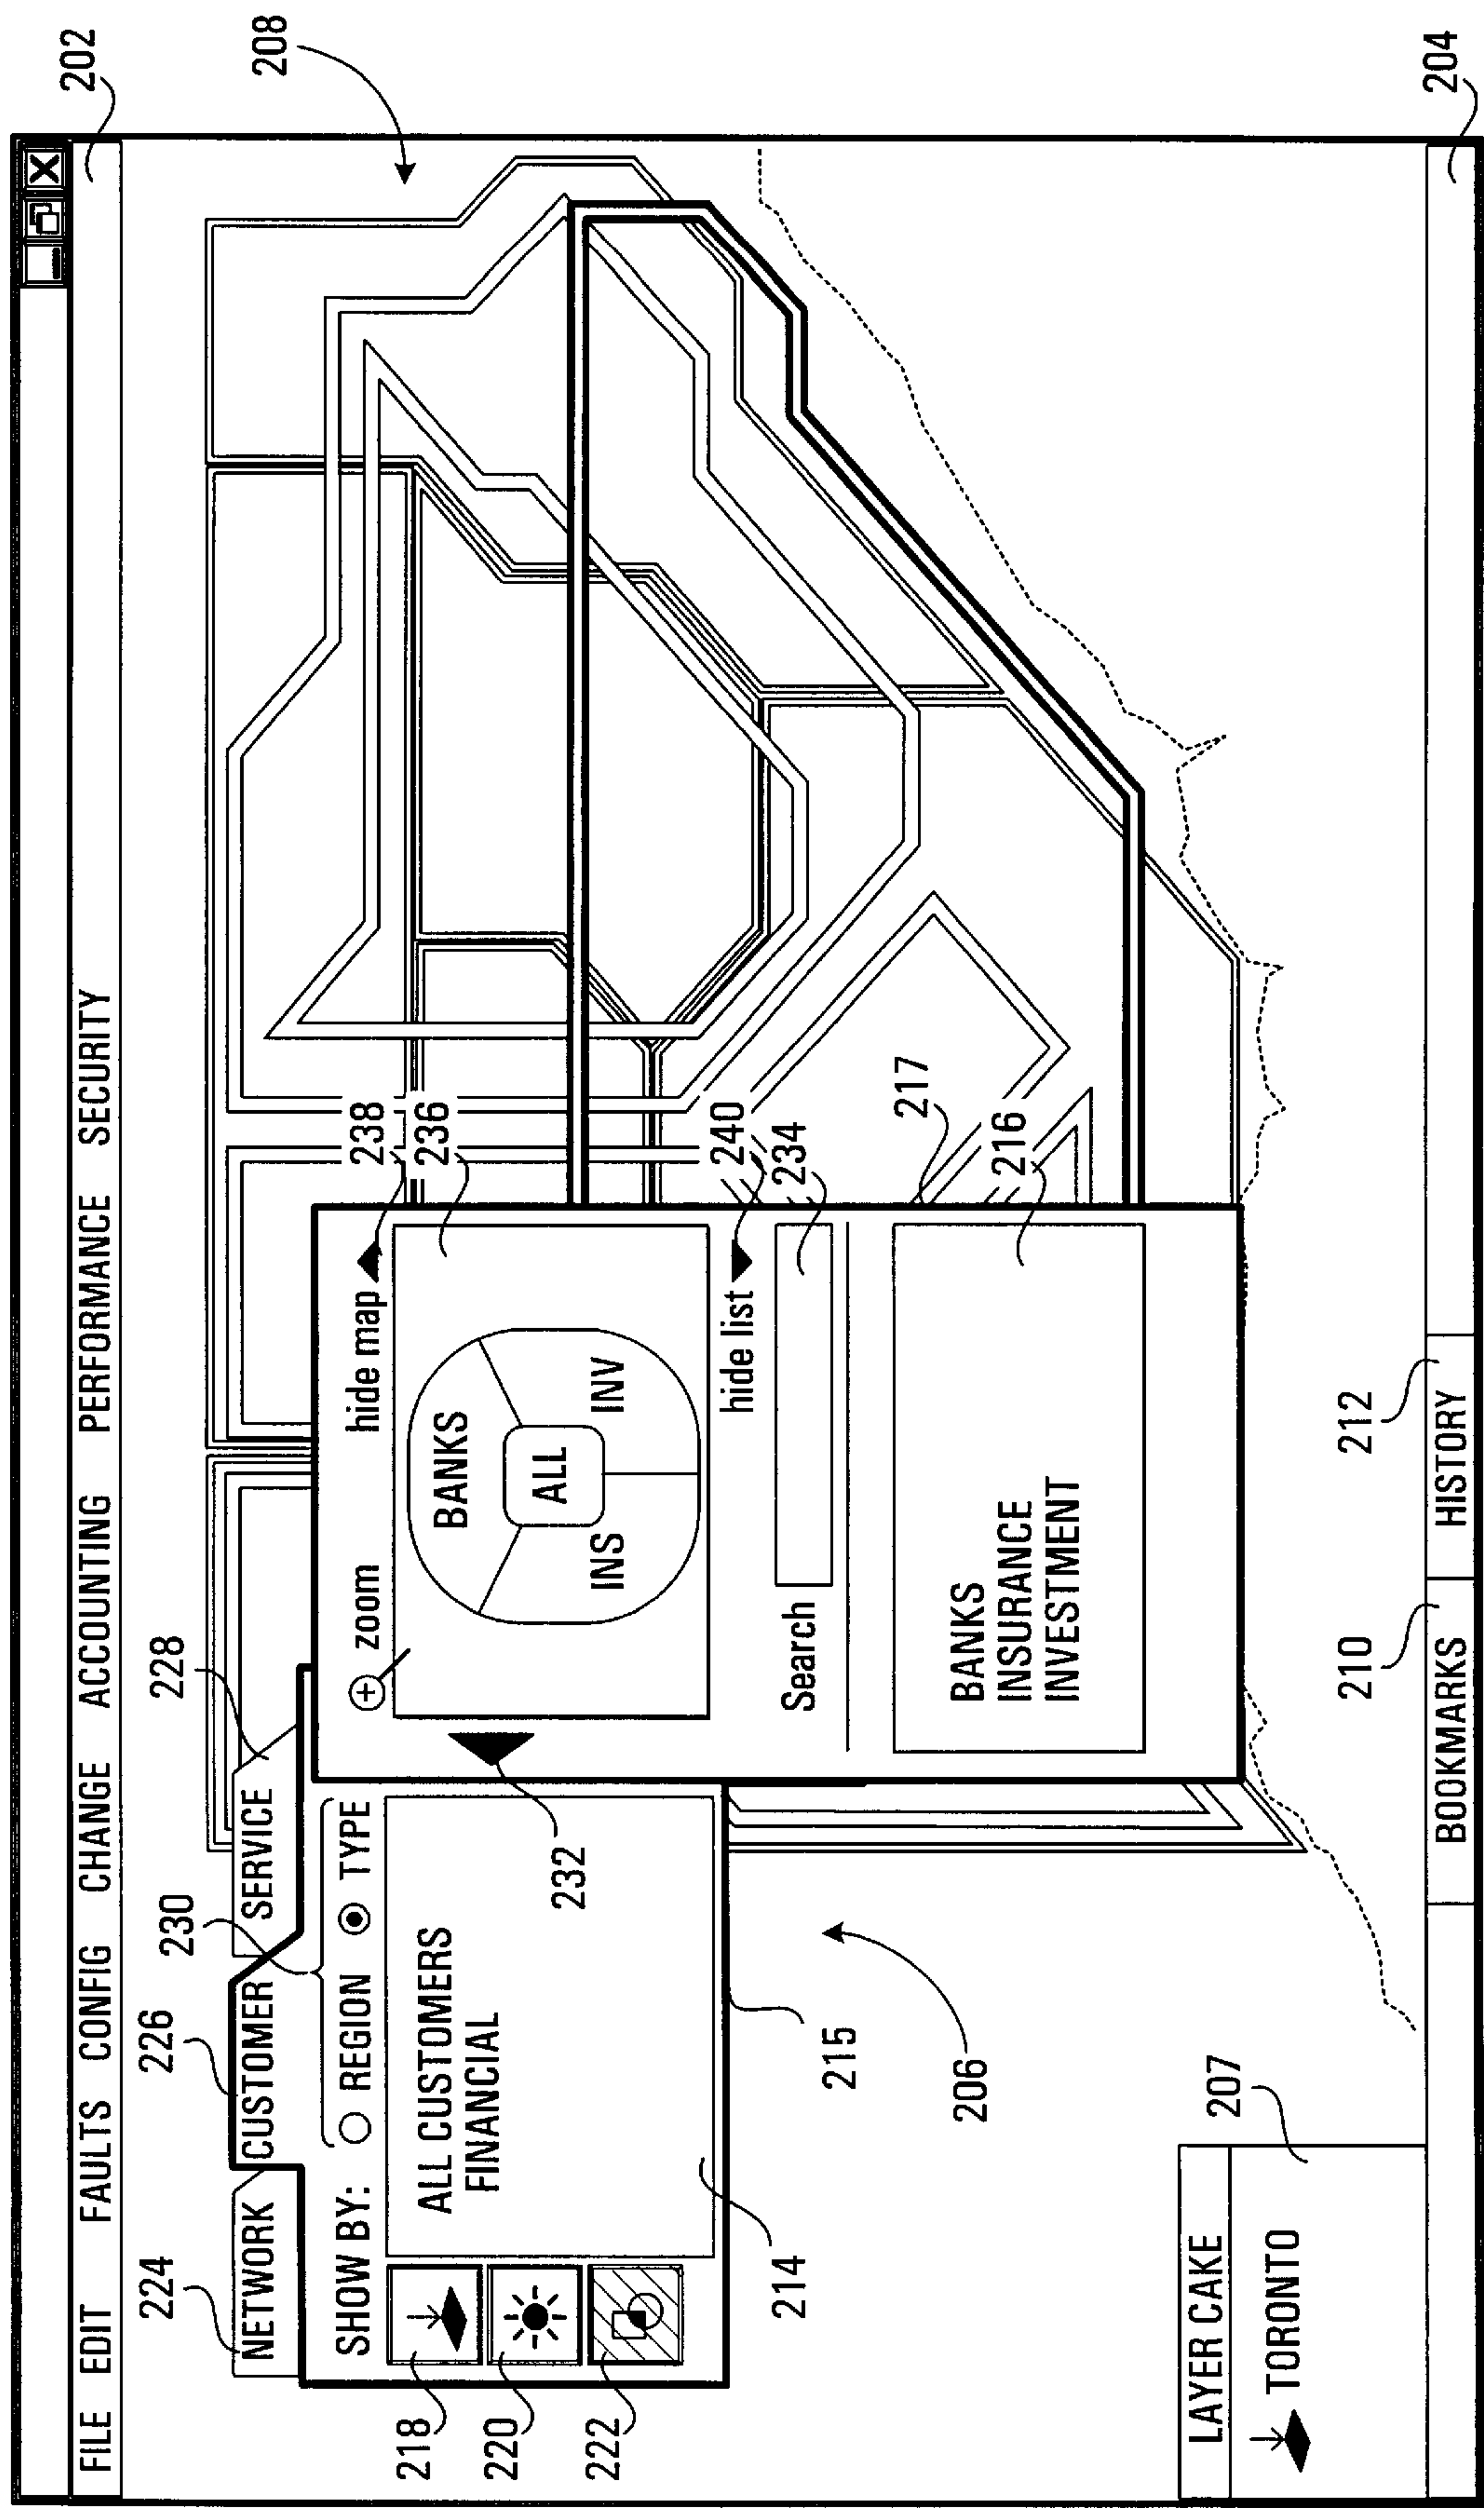 202
FILE EDIT FAULTS CONFIG CHANGE ACCOUNTING PERFORMANCE SECURITY
208
224
226
230
228
NETWORK
CUSTOMER
SERVICE
SHOW BY:
REGION
TYPE
ALL CUSTOMERS
FINANCIAL
218
220
222
214
215
206
232
zoom
hide map
238
236
BANKS
ALL
INS
INV
hide list
240
Search
234
217
BANKS
INSURANCE
INVESTMENT
216
LAYER CAKE
TORONTO
207
210
212
BOOKMARKS
HISTORY
204